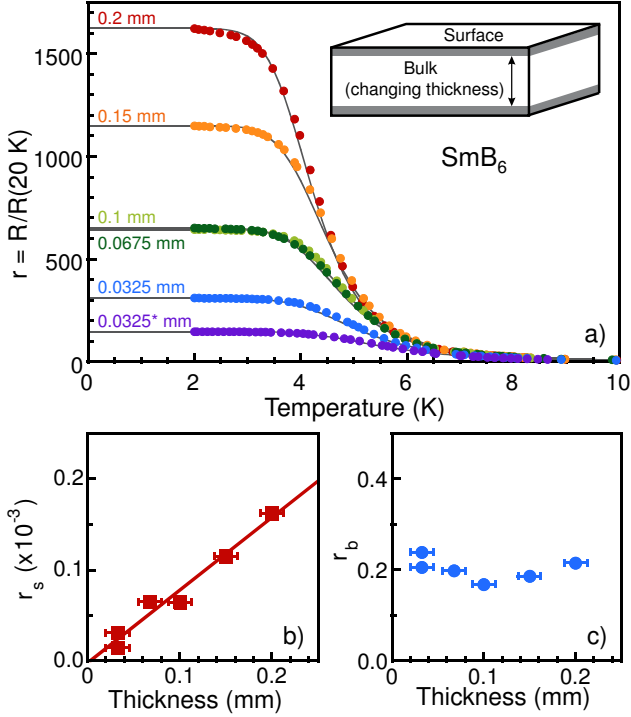 0.2 mm
Surface
Bulk
(changing thickness)
SmB6
0.15 mm
0.1 mm
0.0675 mm
0.0325 mm
0.0325* mm
r = R/R(20 K)
1500
1000
500
0
a)
0 2 4 6 8 10
Temperature (K)
r_s (x10^-3)
0.2
0.1
0.0
b)
0 0.1 0.2
Thickness (mm)
r_b
0.4
0.2
0.0
c)
0 0.1 0.2
Thickness (mm)